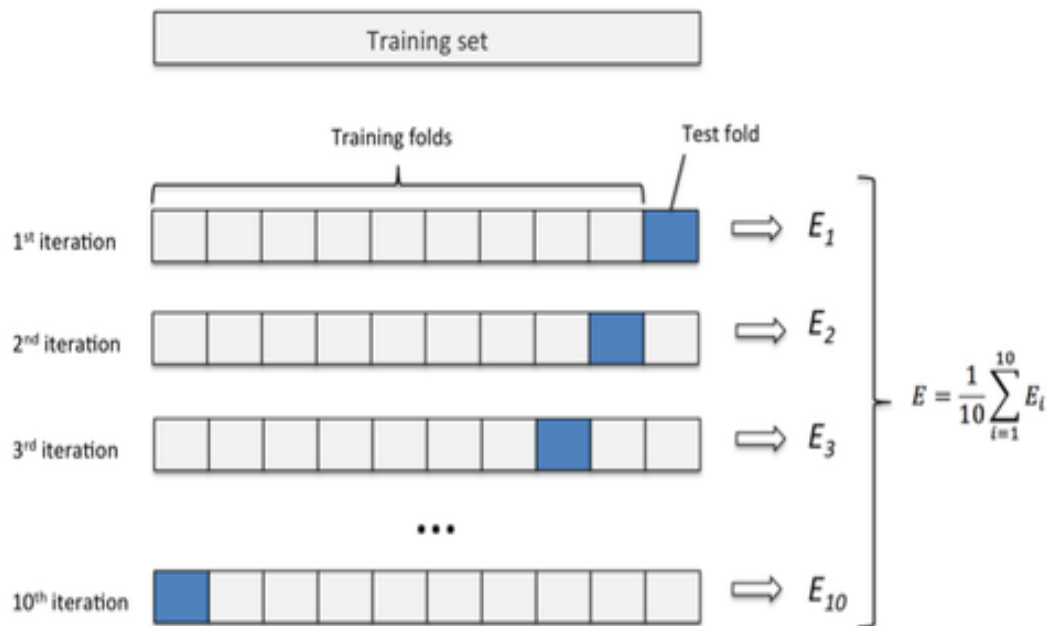 Training set
Training folds
Test fold
1st iteration
E1
2nd iteration
E2
E = 1/10 10∑i=1 Ei
3rd iteration
E3
...
10th iteration
E10